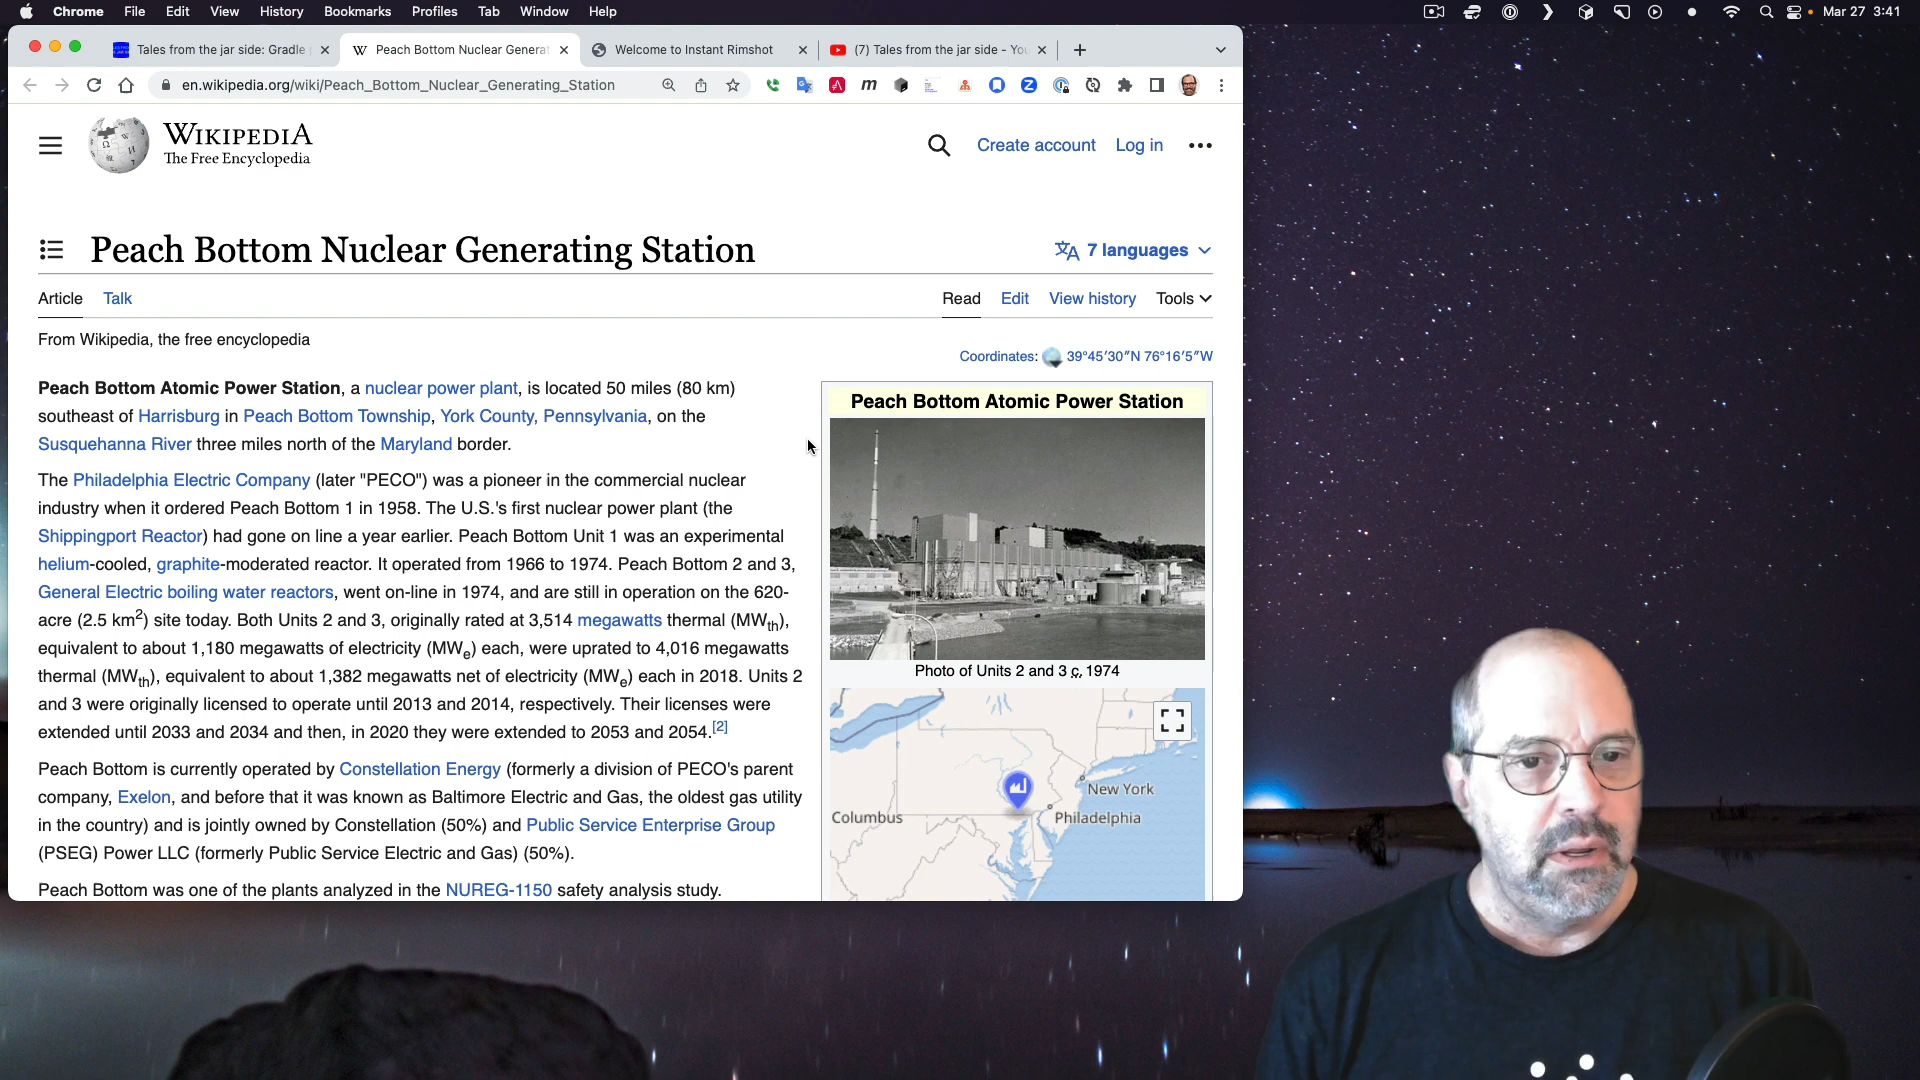 Chrome File Edit View History Bookmarks Profiles Tab Window Help Mar 27 3:41
Tales from the jar side: Gradle
Peach Bottom Nuclear Generat
Welcome to Instant Rimshot
(7) Tales from the jar side - You
en.wikipedia.org/wiki/Peach_Bottom_Nuclear_Generating_Station
WIKIPEDIA
The Free Encyclopedia
Create account Log in
Peach Bottom Nuclear Generating Station
7 languages
Article Talk
Read Edit View history Tools
From Wikipedia, the free encyclopedia
Coordinates: 39°45′30″N 76°16′5″W
Peach Bottom Atomic Power Station, a nuclear power plant, is located 50 miles (80 km)
southeast of Harrisburg in Peach Bottom Township, York County, Pennsylvania, on the
Susquehanna River three miles north of the Maryland border.
The Philadelphia Electric Company (later "PECO") was a pioneer in the commercial nuclear
industry when it ordered Peach Bottom 1 in 1958. The U.S.'s first nuclear power plant (the
Shippingport Reactor) had gone on line a year earlier. Peach Bottom Unit 1 was an experimental
helium-cooled, graphite-moderated reactor. It operated from 1966 to 1974. Peach Bottom 2 and 3,
General Electric boiling water reactors, went on-line in 1974, and are still in operation on the 620-
acre (2.5 km2) site today. Both Units 2 and 3, originally rated at 3,514 megawatts thermal (MWth),
equivalent to about 1,180 megawatts of electricity (MWe) each, were uprated to 4,016 megawatts
thermal (MWth), equivalent to about 1,382 megawatts net of electricity (MWe) each in 2018. Units 2
and 3 were originally licensed to operate until 2013 and 2014, respectively. Their licenses were
extended until 2033 and 2034 and then, in 2020 they were extended to 2053 and 2054.[2]
Peach Bottom is currently operated by Constellation Energy (formerly a division of PECO's parent
company, Exelon, and before that it was known as Baltimore Electric and Gas, the oldest gas utility
in the country) and is jointly owned by Constellation (50%) and Public Service Enterprise Group
(PSEG) Power LLC (formerly Public Service Electric and Gas) (50%).
Peach Bottom was one of the plants analyzed in the NUREG-1150 safety analysis study.
Peach Bottom Atomic Power Station
Photo of Units 2 and 3 c. 1974
New York
Columbus
Philadelphia